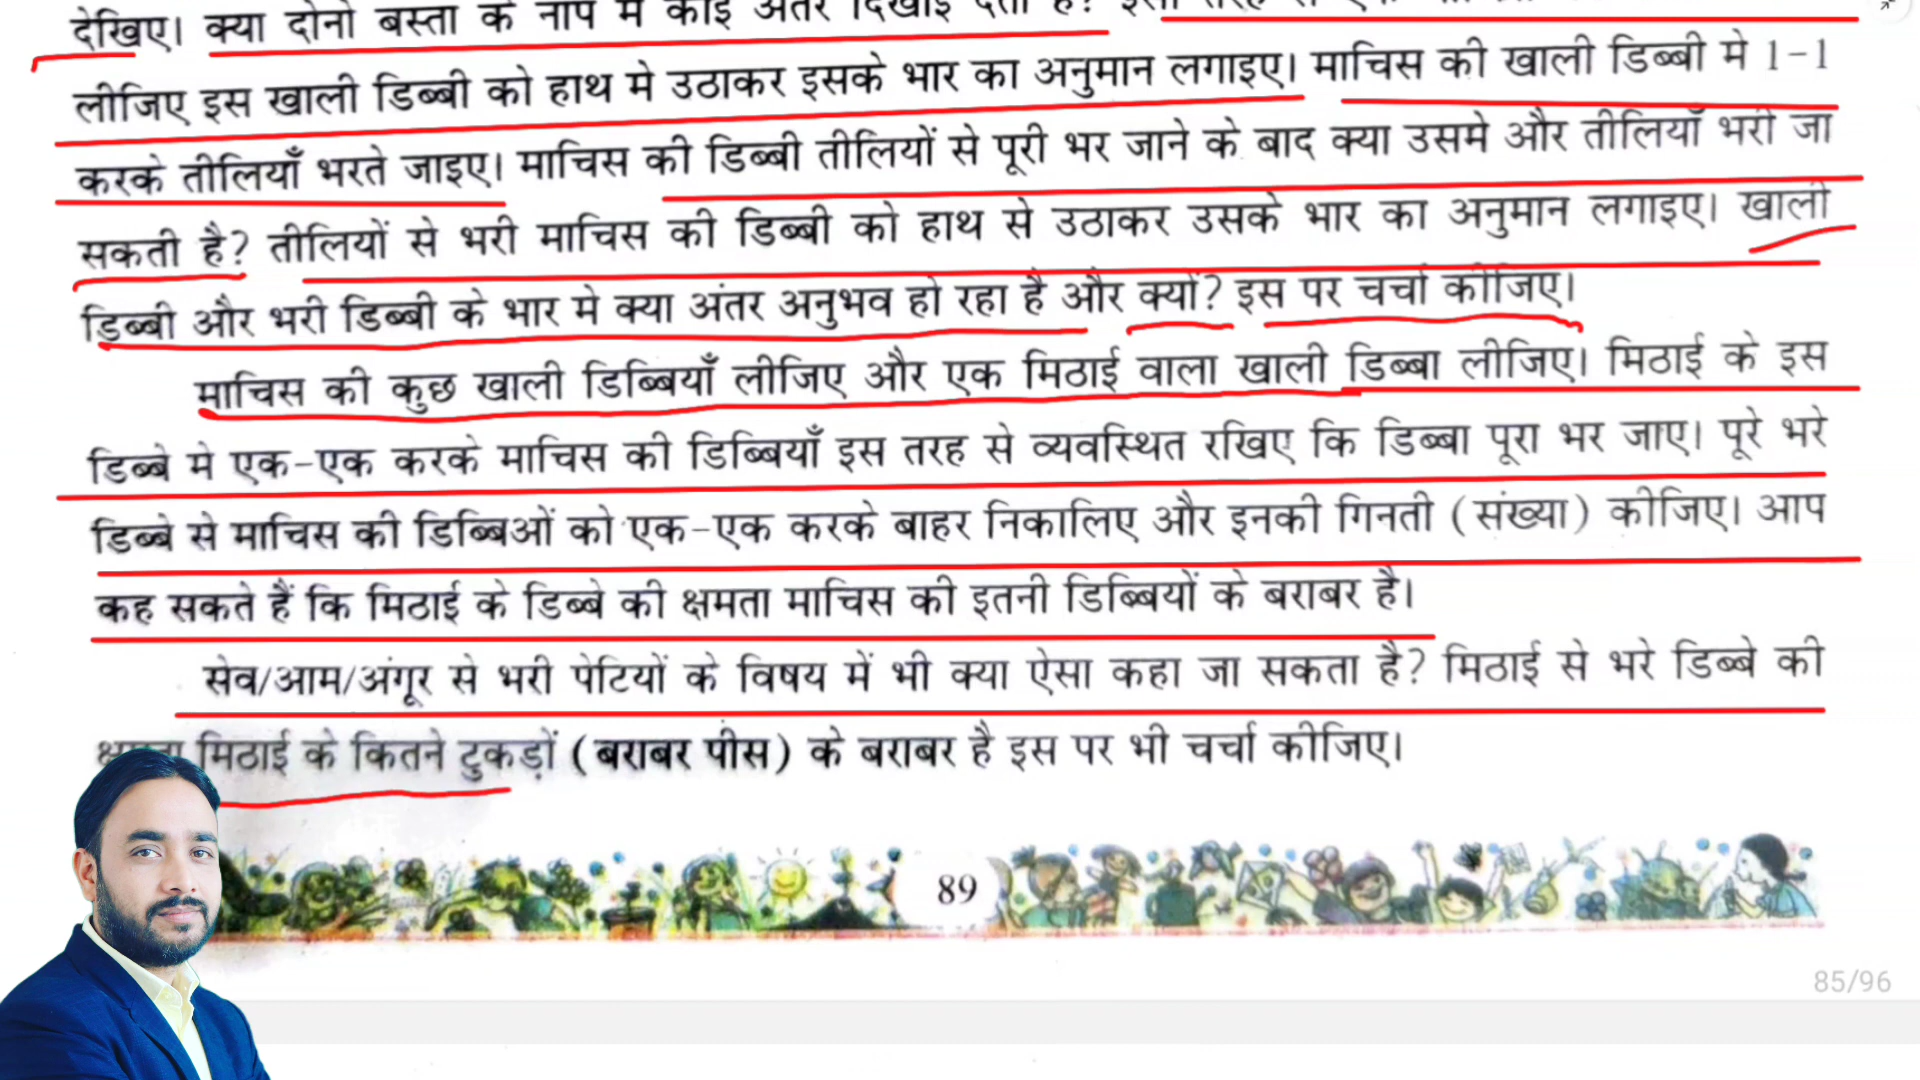 देखिए। क्या दोनों बस्तों के नाप में कोई अंतर दिखाई देता है?
लीजिए इस खाली डिब्बी को हाथ मे उठाकर इसके भार का अनुमान लगाइए। माचिस की खाली डिब्बी मे 1-1
करके तीलियाँ भरते जाइए। माचिस की डिब्बी तीलियों से पूरी भर जाने के बाद क्या उसमे और तीलियाँ भरी जा
सकती है? तीलियों से भरी माचिस की डिब्बी को हाथ से उठाकर उसके भार का अनुमान लगाइए। खाली
डिब्बी और भरी डिब्बी के भार मे क्या अंतर अनुभव हो रहा है और क्यों? इस पर चर्चा कीजिए।
माचिस की कुछ खाली डिब्बियाँ लीजिए और एक मिठाई वाला खाली डिब्बा लीजिए। मिठाई के इस
डिब्बे मे एक-एक करके माचिस की डिब्बियाँ इस तरह से व्यवस्थित रखिए कि डिब्बा पूरा भर जाए। पूरे भरे
डिब्बे से माचिस की डिब्बिओं को एक-एक करके बाहर निकालिए और इनकी गिनती (संख्या) कीजिए। आप
कह सकते हैं कि मिठाई के डिब्बे की क्षमता माचिस की इतनी डिब्बियों के बराबर है।
सेव/आम/अंगूर से भरी पेटियों के विषय में भी क्या ऐसा कहा जा सकता है? मिठाई से भरे डिब्बे की
मिठाई के कितने टुकड़ों (बराबर पीस) के बराबर है इस पर भी चर्चा कीजिए।
89
85/96